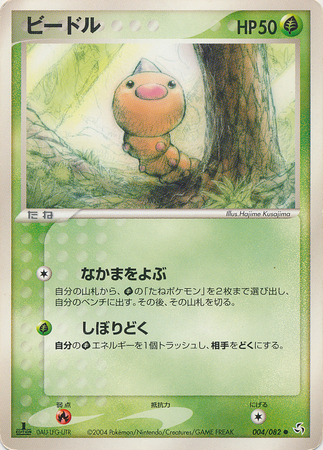 ビードル
HP50
たね
Illus.Hajime Kusajima
なかまをよぶ
自分の山札から、の「たねポケモン」を2枚まで選び出し、
自分のベンチに出す。その後、その山札を切る。
しぼりどく
自分のエネルギーを1個トラッシュし、相手をどくにする。
弱点 抵抗力 にげる
1 EDITION
©2004 Pokémon/Nintendo/Creatures/GAME FREAK
004/082